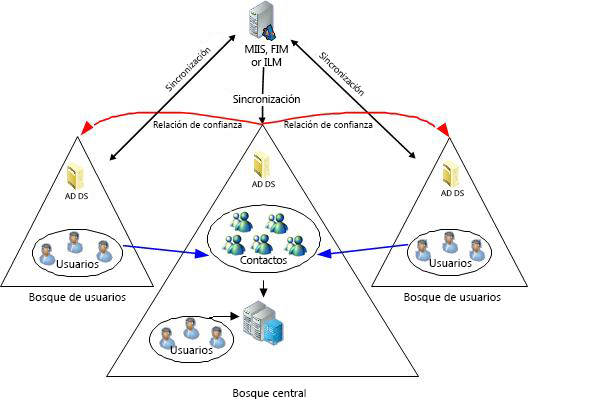 MIIS, FIM
or ILM
Sincronización
Sincronización
Sincronización
Relación de confianza
Relación de confianza
AD DS
AD DS
AD DS
Usuarios
Contactos
Usuarios
Bosque de usuarios
Bosque de usuarios
Usuarios
Bosque central